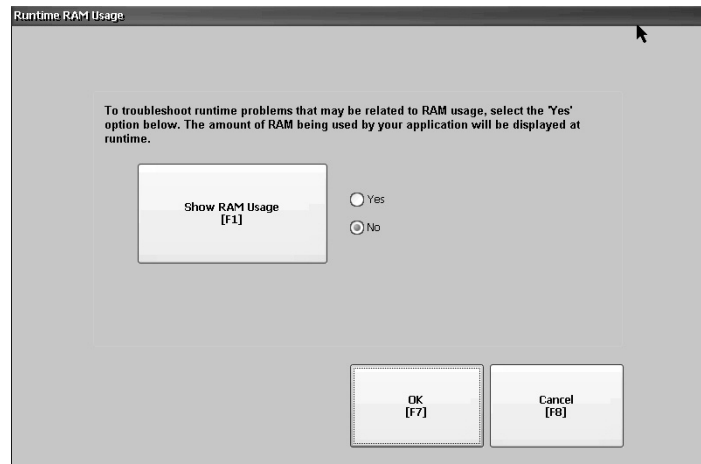 Runtime RAM Usage
To troubleshoot runtime problems that may be related to RAM usage, select the 'Yes'
option below. The amount of RAM being used by your application will be displayed at
runtime.
Show RAM Usage
[F1]
Yes
No
OK
[F7]
Cancel
[F8]